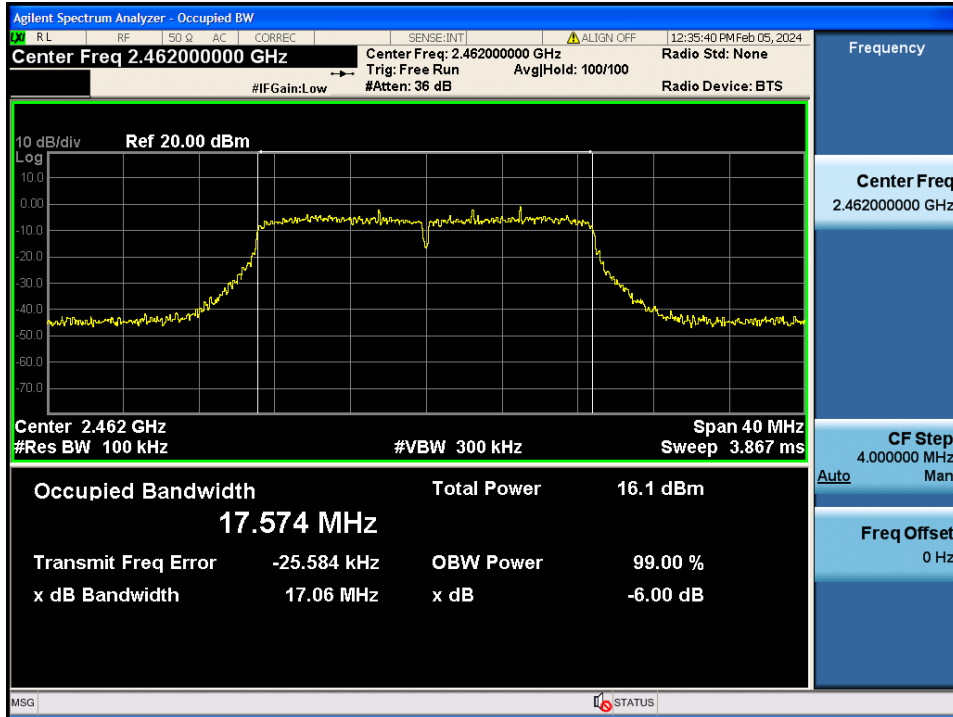 Agilent Spectrum Analyzer - Occupied BW
LXI RL RF 50 Ω AC CORREC SENSE:INT ALIGN OFF 12:35:40 PM Feb 05, 2024
Center Freq 2.462000000 GHz
Center Freq: 2.462000000 GHz
Radio Std: None
Trig: Free Run Avg|Hold: 100/100
#IFGain:Low #Atten: 36 dB Radio Device: BTS
10 dB/div Ref 20.00 dBm
Log
10.0
0.00
-10.0
-20.0
-30.0
-40.0
-50.0
-60.0
-70.0
Center 2.462 GHz Span 40 MHz
#Res BW 100 kHz #VBW 300 kHz Sweep 3.867 ms
Occupied Bandwidth Total Power 16.1 dBm
17.574 MHz
Transmit Freq Error -25.584 kHz OBW Power 99.00 %
x dB Bandwidth 17.06 MHz x dB -6.00 dB
Frequency
Center Freq
2.462000000 GHz
CF Step
4.000000 MHz
Auto Man
Freq Offset
0 Hz
MSG STATUS